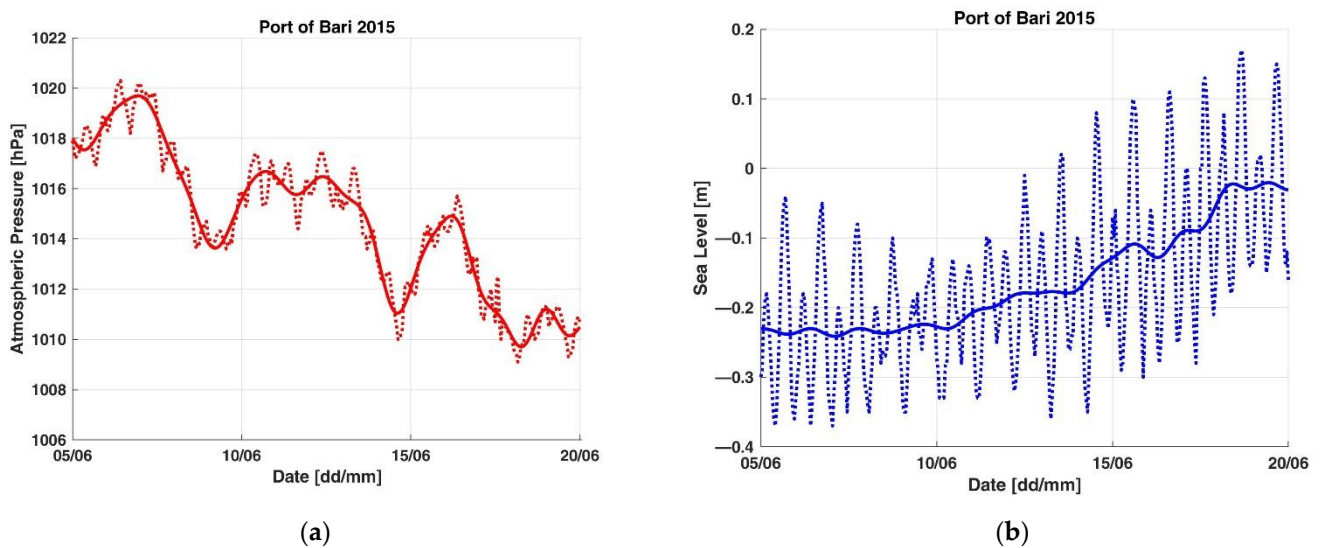 Port of Bari 2015
1022
1020
1018
1016
1014
1012
1010
1008
1006
Atmospheric Pressure [hPa]
05/06 10/06 15/06 20/06
Date [dd/mm]
(a)
Port of Bari 2015
0.2
0.1
0
—0.1
—0.2
—0.3
—0.4
Sea Level [m]
05/06 10/06 15/06 20/06
Date [dd/mm]
(b)